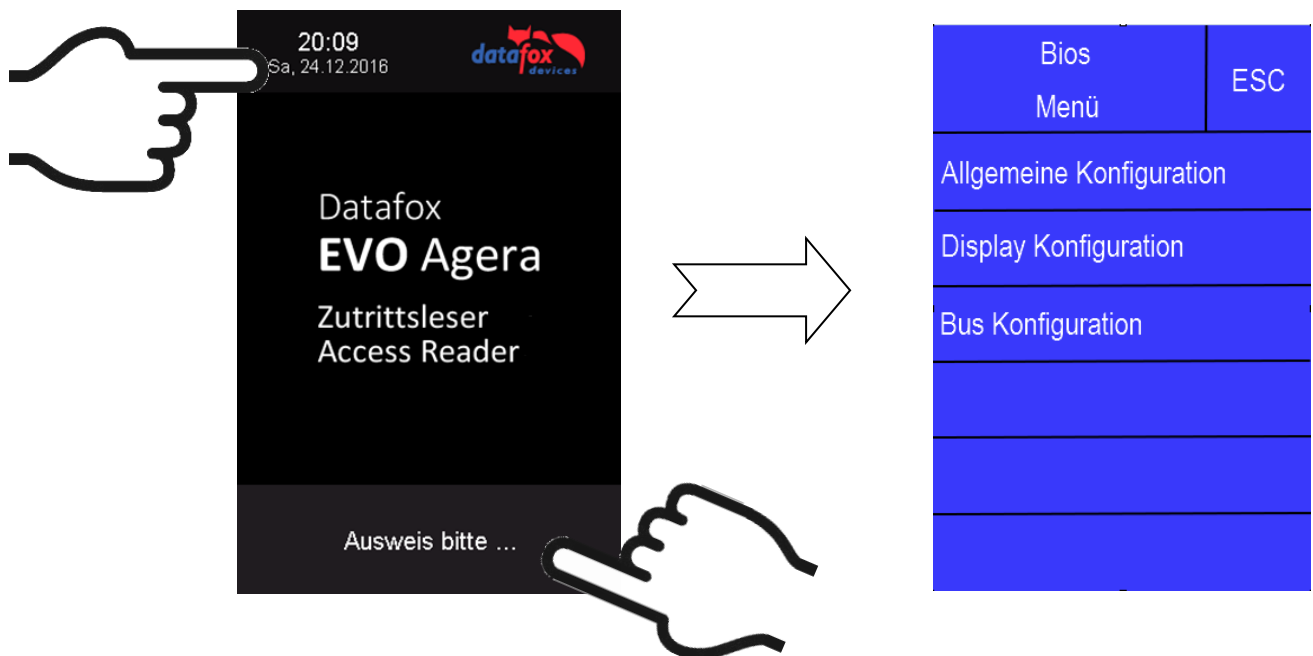 20:09
Sa, 24.12.2016
datafox
devices
Datafox
EVO Agera
Zutrittsleser
Access Reader
Ausweis bitte ...
Bios
Menü
ESC
Allgemeine Konfiguration
Display Konfiguration
Bus Konfiguration